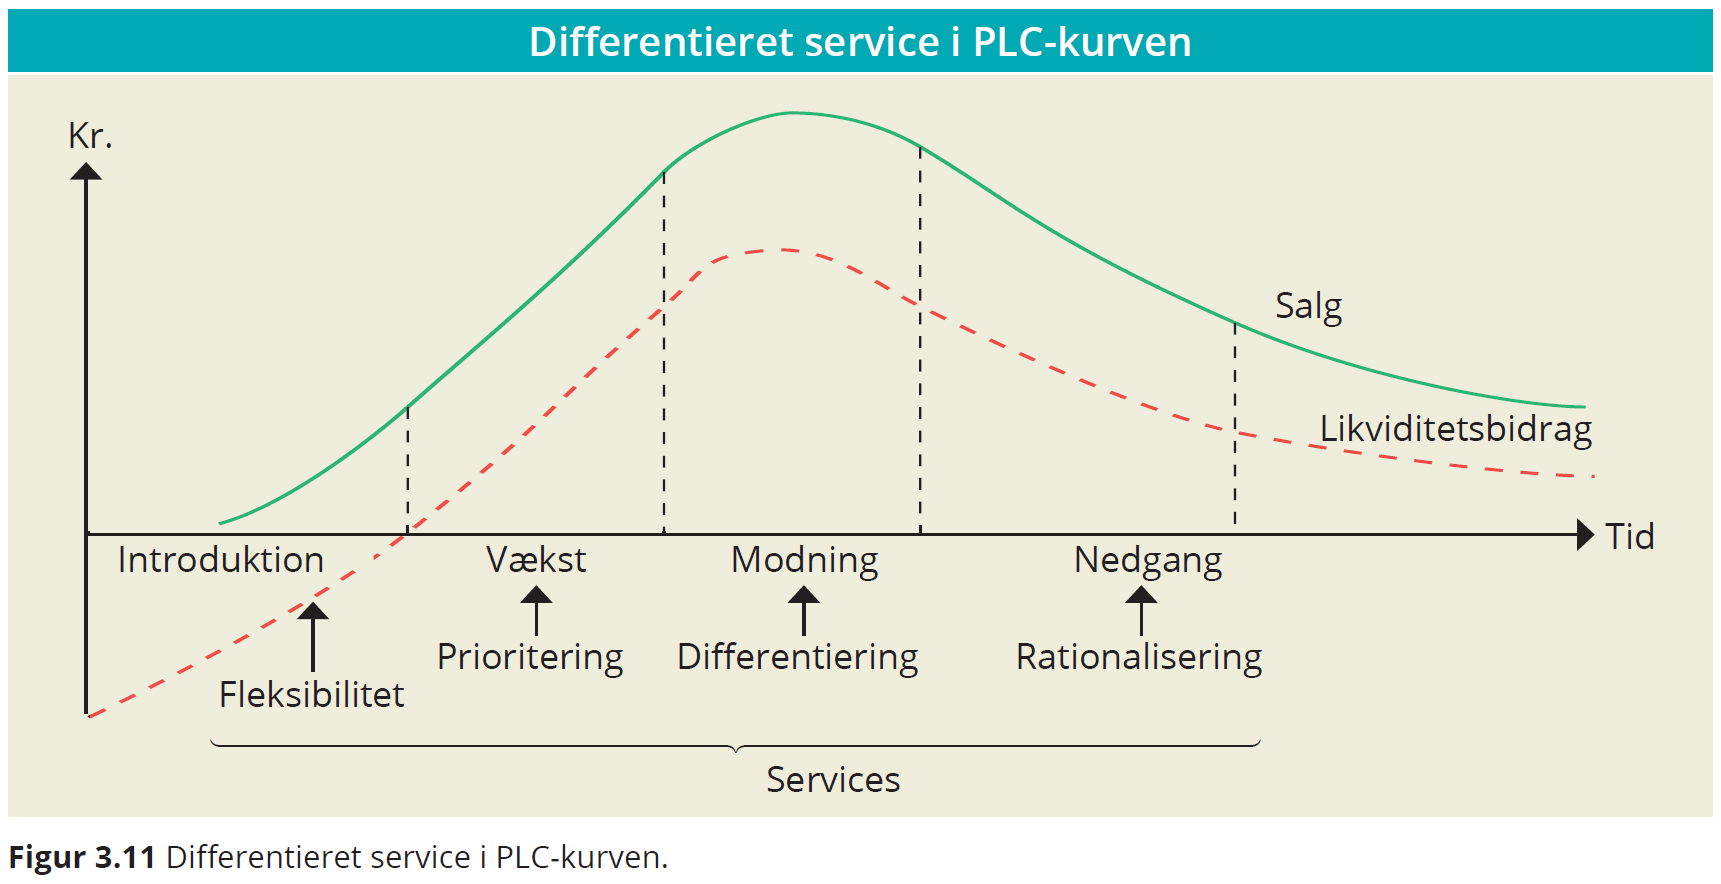 Differentieret service i PLC-kurven
Kr.
Salg
Likviditetsbidrag
Tid
Introduktion
Vækst
Modning
Nedgang
Fleksibilitet
Prioritering
Differentiering
Rationalisering
Services
Figur 3.11 Differentieret service i PLC-kurven.